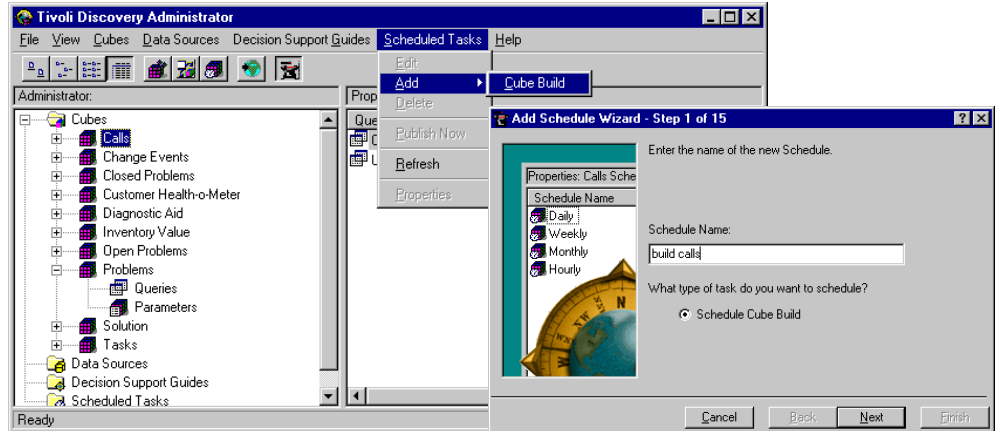 Tivoli Discovery Administrator
File View Cubes Data Sources Decision Support Guides Scheduled Tasks Help
Edit
Add
Delete
Publish Now
Refresh
Properties
Cube Build
Administrator:
Prop
Que
Cubes
Calls
Change Events
Closed Problems
Customer Health-o-Meter
Diagnostic Aid
Inventory Value
Open Problems
Problems
Queries
Parameters
Solution
Tasks
Data Sources
Decision Support Guides
Scheduled Tasks
Ready
Add Schedule Wizard - Step 1 of 15
Properties: Calls Sche
Schedule Name
Daily
Weekly
Monthly
Hourly
N
Enter the name of the new Schedule.
Schedule Name:
build calls
What type of task do you want to schedule?
Schedule Cube Build
Cancel Back Next Finish